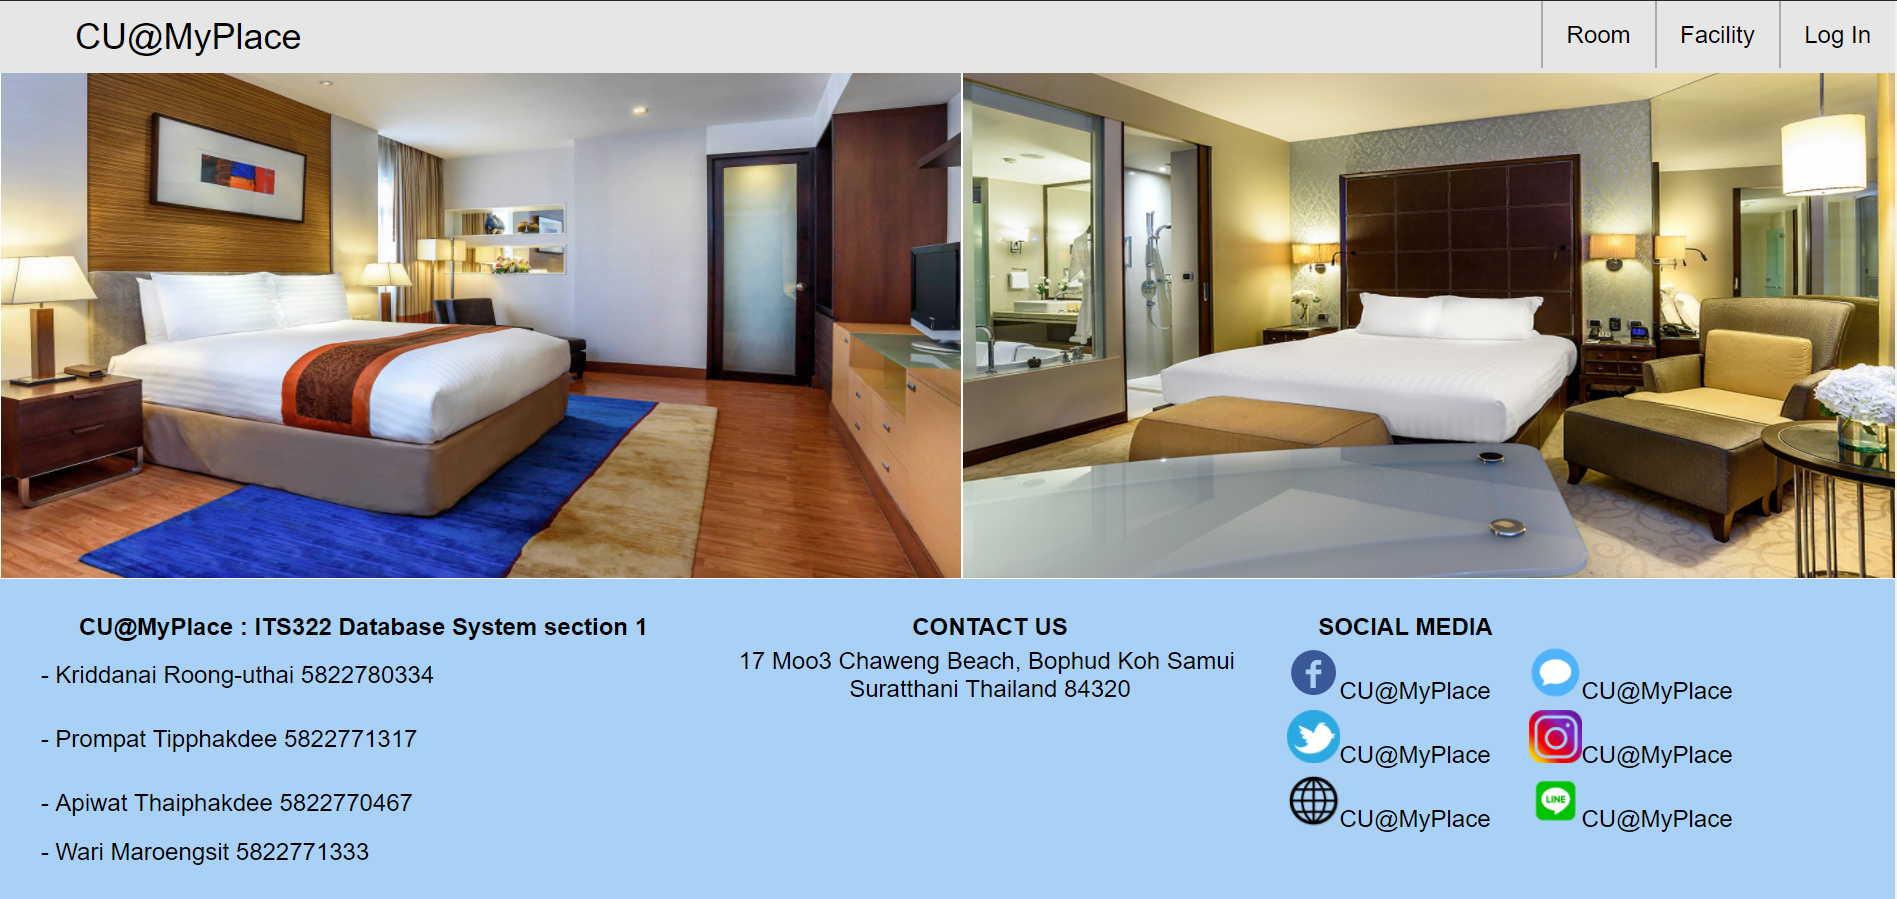 CU@MyPlace
Room
Facility
Log In
CU@MyPlace : ITS322 Database System section 1
- Kriddanai Roong-uthai 5822780334
- Prompat Tipphakdee 5822771317
- Apiwat Thaiphakdee 5822770467
- Wari Maroengsit 5822771333
CONTACT US
17 Moo3 Chaweng Beach, Bophud Koh Samui
Suratthani Thailand 84320
SOCIAL MEDIA
CU@MyPlace
CU@MyPlace
CU@MyPlace
CU@MyPlace
CU@MyPlace
LINE
CU@MyPlace